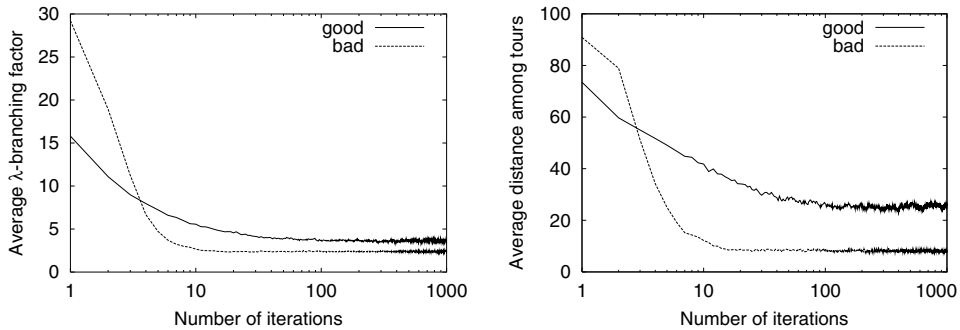 Average λ-branching factor
30
25
20
15
10
5
0
good
bad
1
10
100
1000
Number of iterations
Average distance among tours
100
80
60
40
20
0
good
bad
1
10
100
1000
Number of iterations